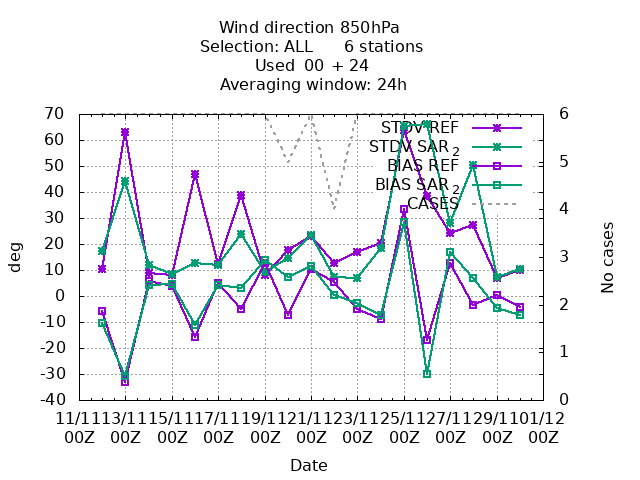 Wind direction 850hPa
Selection: ALL 6 stations
Used 00 + 24
Averaging window: 24h
70 6
STDV REF
STDV SAR 2
BIAS REF
BIAS SAR 2
CASES
60
50 5
40
30 4
20
10 3
0
-10 2
-20
-30 1
-40 0
deg
No cases
11/11 13/11 15/11 17/11 19/11 21/11 23/11 25/11 27/11 29/11 01/12
00Z 00Z 00Z 00Z 00Z 00Z 00Z 00Z 00Z 00Z 00Z
Date